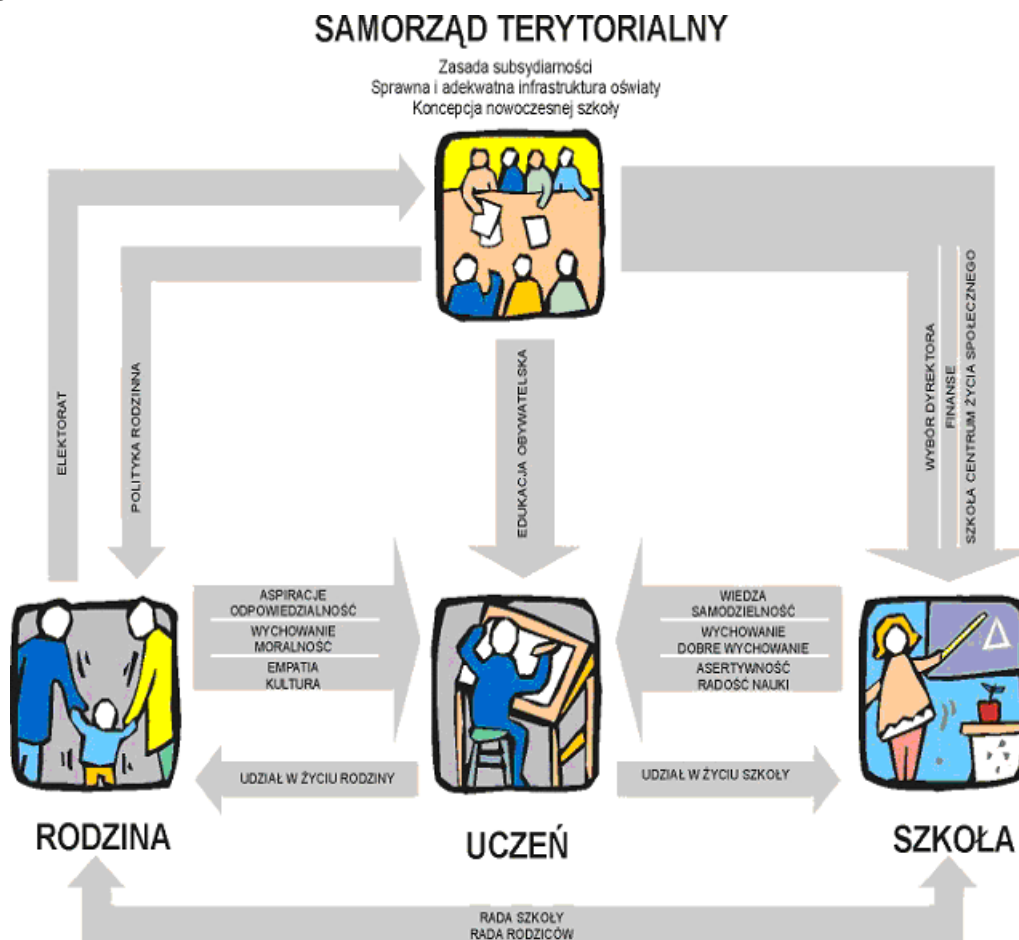 SAMORZĄD TERYTORIALNY
Zasada subsydiarności
Sprawna i adekwatna infrastruktura oświaty
Koncepcja nowoczesnej szkoły
ELEKTORAT
POLITYKA RODZINNA
EDUKACJA OBYWATELSKA
WYBÓR DYREKTORA
FINANSE
SZKOŁA CENTRUM ŻYCIA SPOŁECZNEGO
ASPIRACJE
ODPOWIEDZIALNOŚĆ
WYCHOWANIE
MORALNOŚĆ
EMPATIA
KULTURA
WIEDZA
SAMODZIELNOŚĆ
WYCHOWANIE
DOBRE WYCHOWANIE
ASERTYWNOŚĆ
RADOŚĆ NAUKI
UDZIAŁ W ŻYCIU RODZINY
UDZIAŁ W ŻYCIU SZKOŁY
RODZINA
UCZEŃ
SZKOŁA
RADA SZKOŁY
RADA RODZICÓW